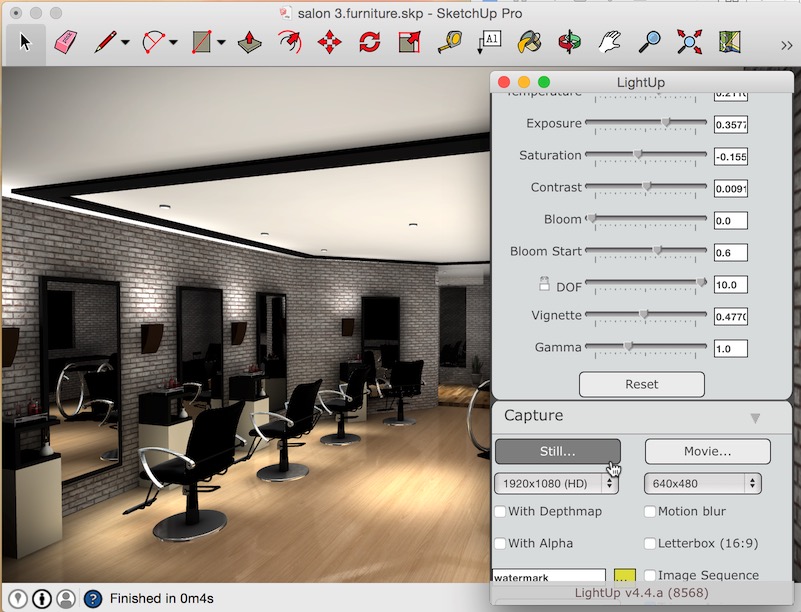 salon 3.furniture.skp - SketchUp Pro
A1
LightUp
Temperature
Exposure 0.3577
Saturation -0.155
Contrast 0.0091
Bloom 0.0
Bloom Start 0.6
DOF 10.0
Vignette 0.4770
Gamma 1.0
Reset
Capture
Still... Movie...
1920x1080 (HD) 640x480
With Depthmap Motion blur
With Alpha Letterbox (16:9)
watermark ... Image Sequence
LightUp v4.4.a (8568)
? Finished in 0m4s